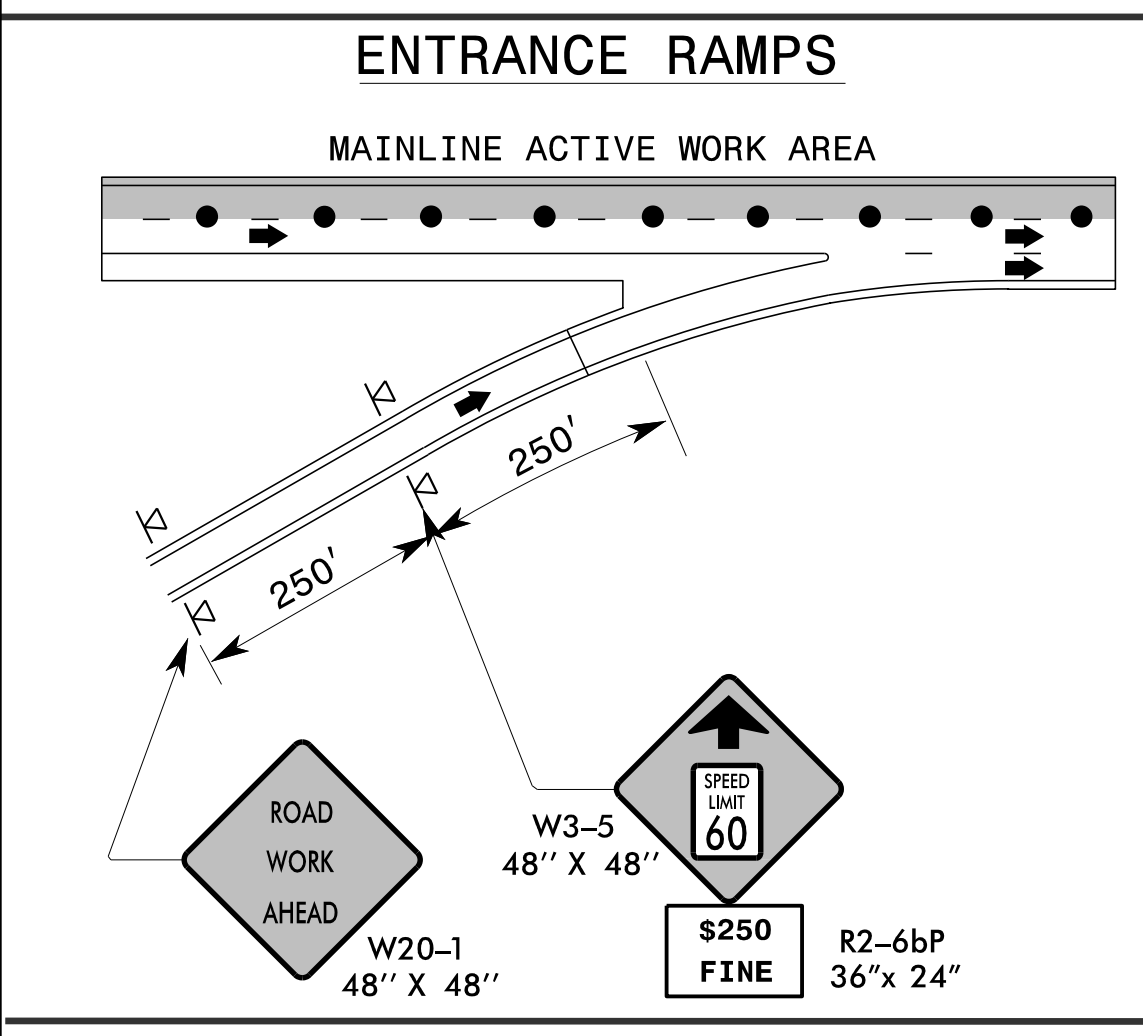 ENTRANCE RAMPS
MAINLINE ACTIVE WORK AREA
250'
250'
ROAD
WORK
AHEAD
W20–1
48'' X 48''
SPEED
LIMIT
60
W3–5
48'' X 48''
$250
FINE
R2–6bP
36"x 24"